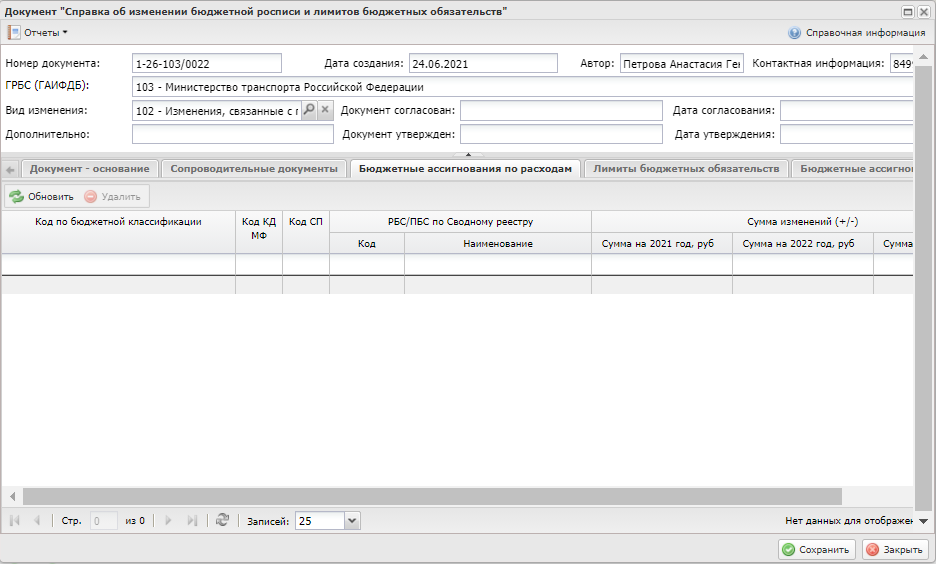 Документ "Справка об изменении бюджетной росписи и лимитов бюджетных обязательств"
Отчеты
Справочная информация
Номер документа: 1-26-103/0022 Дата создания: 24.06.2021 Автор: Петрова Анастасия Ген Контактная информация: 849
ГРБС (ГАИФДБ): 103 - Министерство транспорта Российской Федерации
Вид изменения: 102 - Изменения, связанные с п Документ согласован: Дата согласования:
Дополнительно: Документ утвержден: Дата утверждения:
Документ - основание Сопроводительные документы Бюджетные ассигнования по расходам Лимиты бюджетных обязательств Бюджетные ассигно
Обновить Удалить
Код по бюджетной классификации Код КД МФ Код СП РБС/ПБС по Сводному реестру Сумма изменений (+/-)
Код Наименование Сумма на 2021 год, руб Сумма на 2022 год, руб Сумма
Стр. 0 из 0 Записей: 25 Нет данных для отображен
Сохранить Закрыть